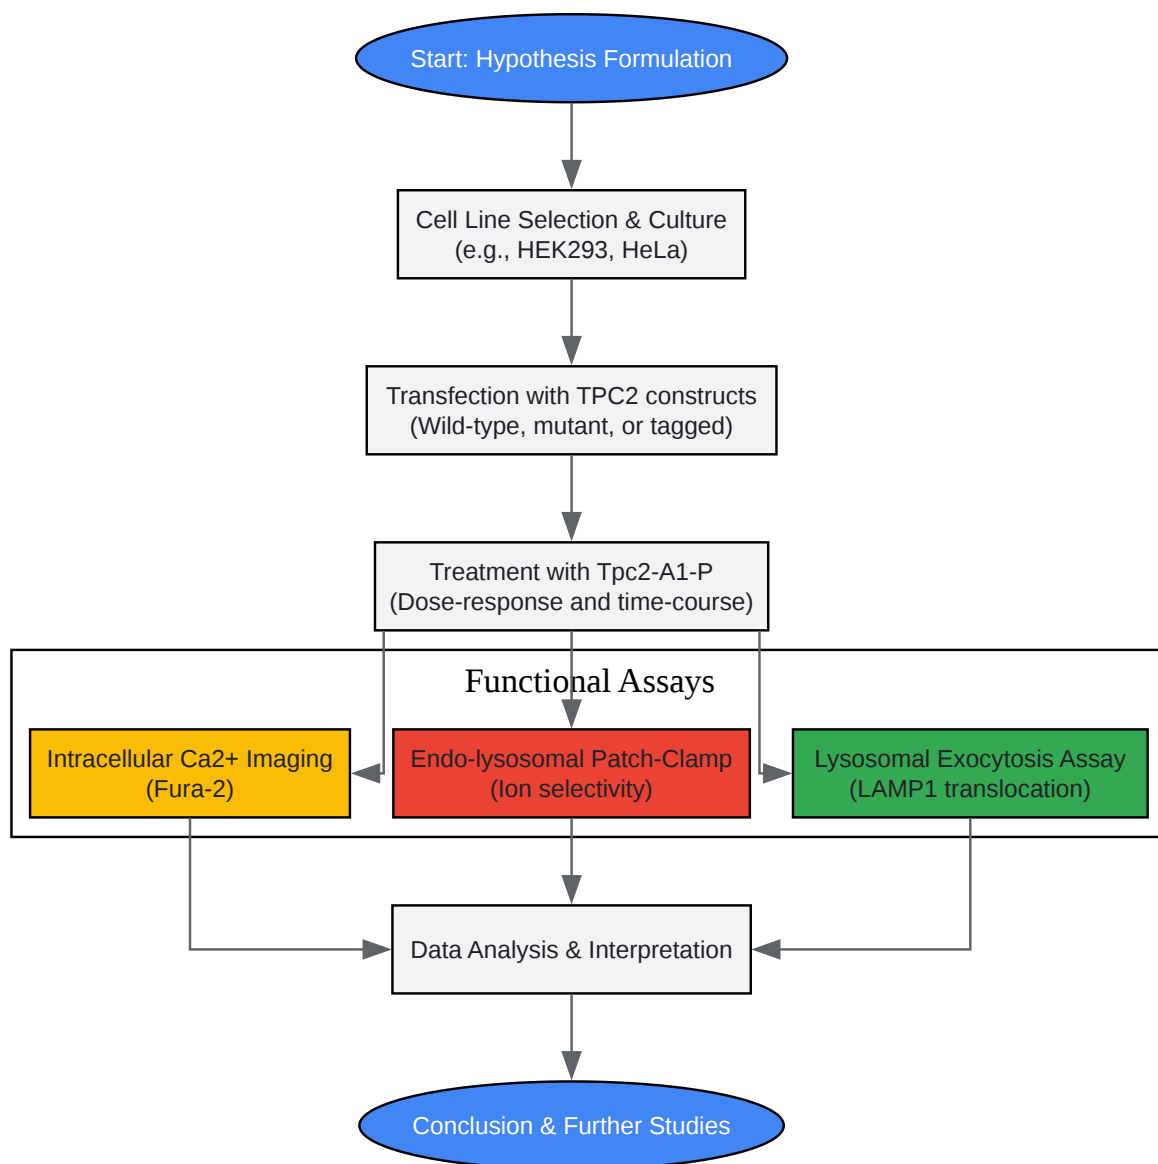 Start: Hypothesis Formulation
Cell Line Selection & Culture
(e.g., HEK293, HeLa)
Transfection with TPC2 constructs
(Wild-type, mutant, or tagged)
Treatment with Tpc2-A1-P
(Dose-response and time-course)
Functional Assays
Intracellular Ca2+ Imaging
(Fura-2)
Endo-lysosomal Patch-Clamp
(Ion selectivity)
Lysosomal Exocytosis Assay
(LAMP1 translocation)
Data Analysis & Interpretation
Conclusion & Further Studies